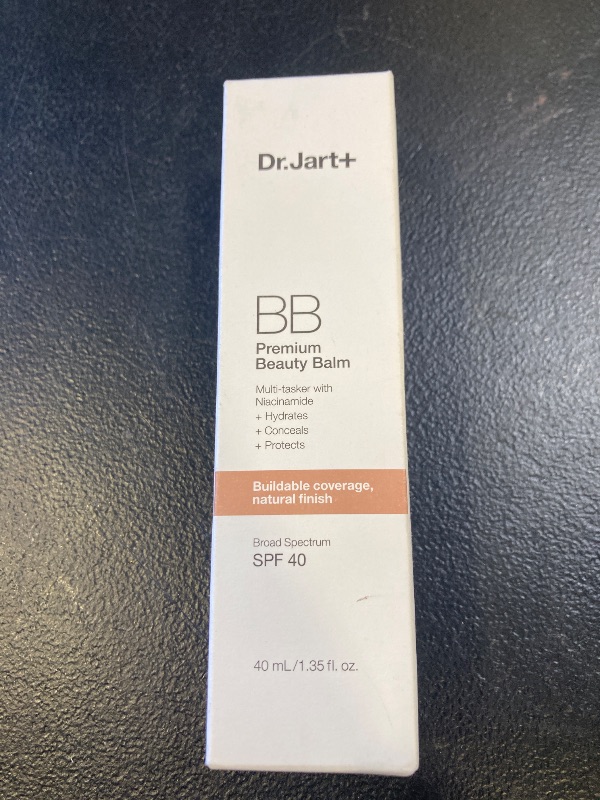 Dr.Jart+
BB
Premium
Beauty Balm
Multi-tasker with
Niacinamide
+ Hydrates
+ Conceals
+ Protects
Buildable coverage,
natural finish
Broad Spectrum
SPF 40
40 mL/1.35 fl. oz.